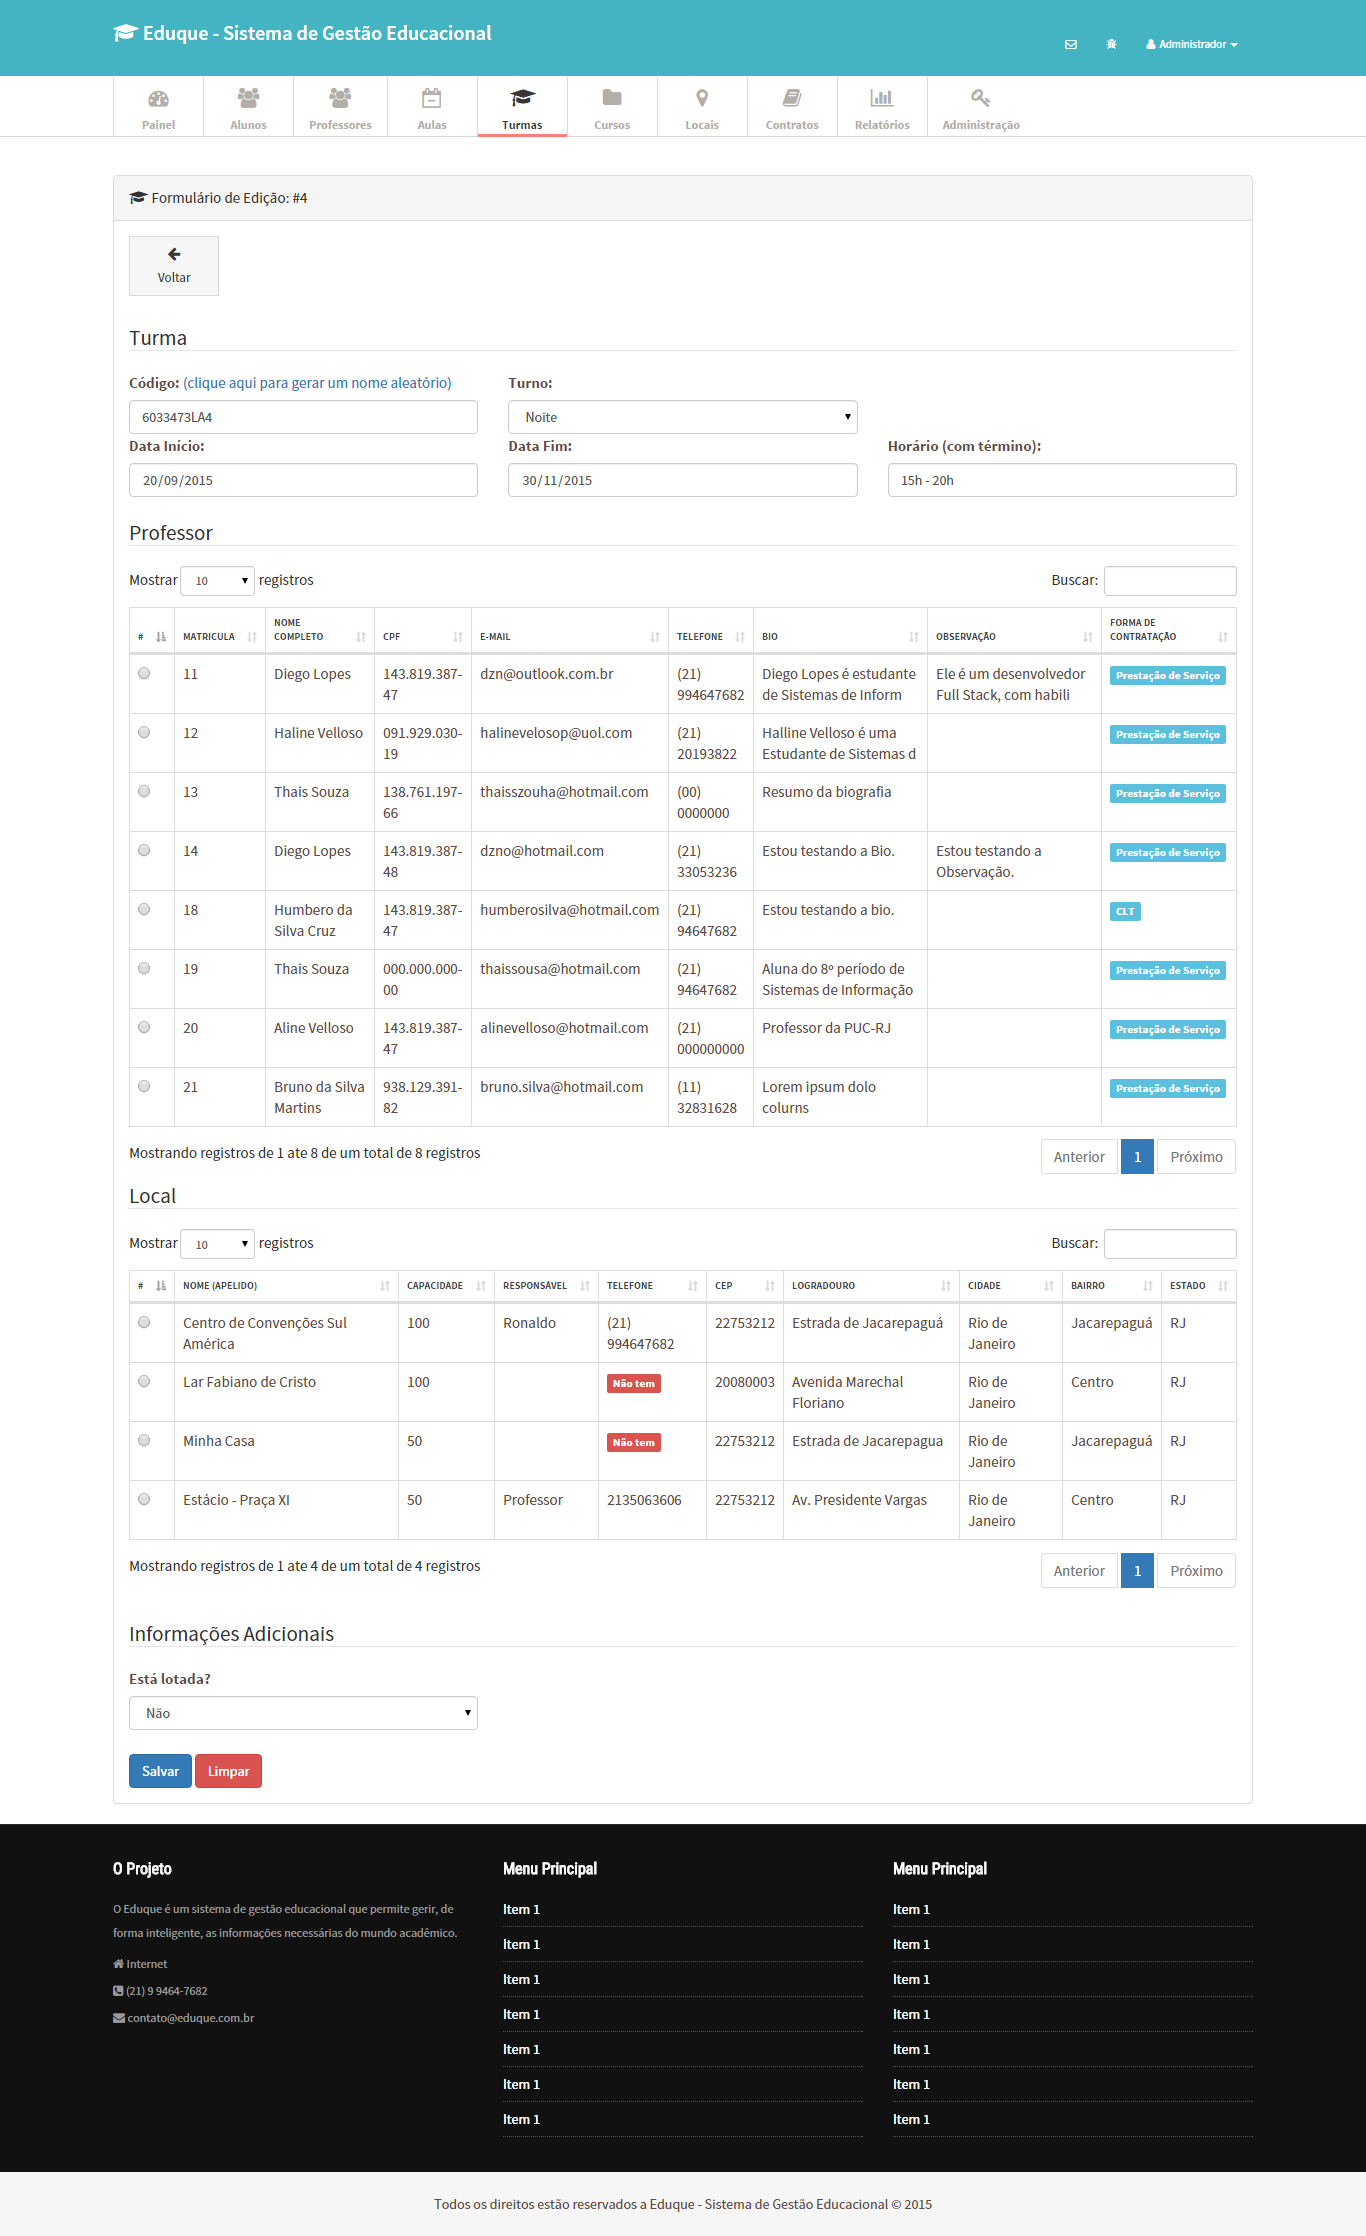 Eduque - Sistema de Gestão Educacional
Administrador
Painel Alunos Professores Aulas Turmas Cursos Locais Contratos Relatórios Administração
Formulário de Edição: #4
Voltar
Turma
Código: (clique aqui para gerar um nome aleatório) Turno:
6033473LA4 Noite
Data Início: Data Fim: Horário (com término):
20/09/2015 30/11/2015 15h - 20h
Professor
Mostrar 10 registros Buscar:
# MATRICULA NOME COMPLETO CPF E-MAIL TELEFONE BIO OBSERVAÇÃO FORMA DE CONTRATAÇÃO
11 Diego Lopes 143.819.387-47 dzn@outlook.com.br (21) 994647682 Diego Lopes é estudante de Sistemas de Inform Ele é um desenvolvedor Full Stack, com habili Prestação de Serviço
12 Haline Velloso 091.929.030-19 halinevelosop@uol.com (21) 20193822 Halline Velloso é uma Estudante de Sistemas d Prestação de Serviço
13 Thais Souza 138.761.197-66 thaisszouha@hotmail.com (00) 0000000 Resumo da biografia Prestação de Serviço
14 Diego Lopes 143.819.387-48 dzno@hotmail.com (21) 33053236 Estou testando a Bio. Estou testando a Observação. Prestação de Serviço
18 Humbero da Silva Cruz 143.819.387-47 humberosilva@hotmail.com (21) 94647682 Estou testando a bio. CLT
19 Thais Souza 000.000.000-00 thaissousa@hotmail.com (21) 94647682 Aluna do 8º período de Sistemas de Informação Prestação de Serviço
20 Aline Velloso 143.819.387-47 alinevelloso@hotmail.com (21) 000000000 Professor da PUC-RJ Prestação de Serviço
21 Bruno da Silva Martins 938.129.391-82 bruno.silva@hotmail.com (11) 32831628 Lorem ipsum dolo colurns Prestação de Serviço
Mostrando registros de 1 ate 8 de um total de 8 registros Anterior 1 Próximo
Local
Mostrar 10 registros Buscar:
# NOME (APELIDO) CAPACIDADE RESPONSÁVEL TELEFONE CEP LOGRADOURO CIDADE BAIRRO ESTADO
Centro de Convenções Sul América 100 Ronaldo (21) 994647682 22753212 Estrada de Jacarepaguá Rio de Janeiro Jacarepaguá RJ
Lar Fabiano de Cristo 100 Não tem 20080003 Avenida Marechal Floriano Rio de Janeiro Centro RJ
Minha Casa 50 Não tem 22753212 Estrada de Jacarepagua Rio de Janeiro Jacarepaguá RJ
Estácio - Praça XI 50 Professor 2135063606 22753212 Av. Presidente Vargas Rio de Janeiro Centro RJ
Mostrando registros de 1 ate 4 de um total de 4 registros Anterior 1 Próximo
Informações Adicionais
Está lotada?
Não
Salvar Limpar
O Projeto
O Eduque é um sistema de gestão educacional que permite gerir, de
forma inteligente, as informações necessárias do mundo acadêmico.
Internet
(21) 9 9464-7682
contato@eduque.com.br
Menu Principal
Item 1
Item 1
Item 1
Item 1
Item 1
Item 1
Item 1
Menu Principal
Item 1
Item 1
Item 1
Item 1
Item 1
Item 1
Item 1
Todos os direitos estão reservados a Eduque - Sistema de Gestão Educacional © 2015